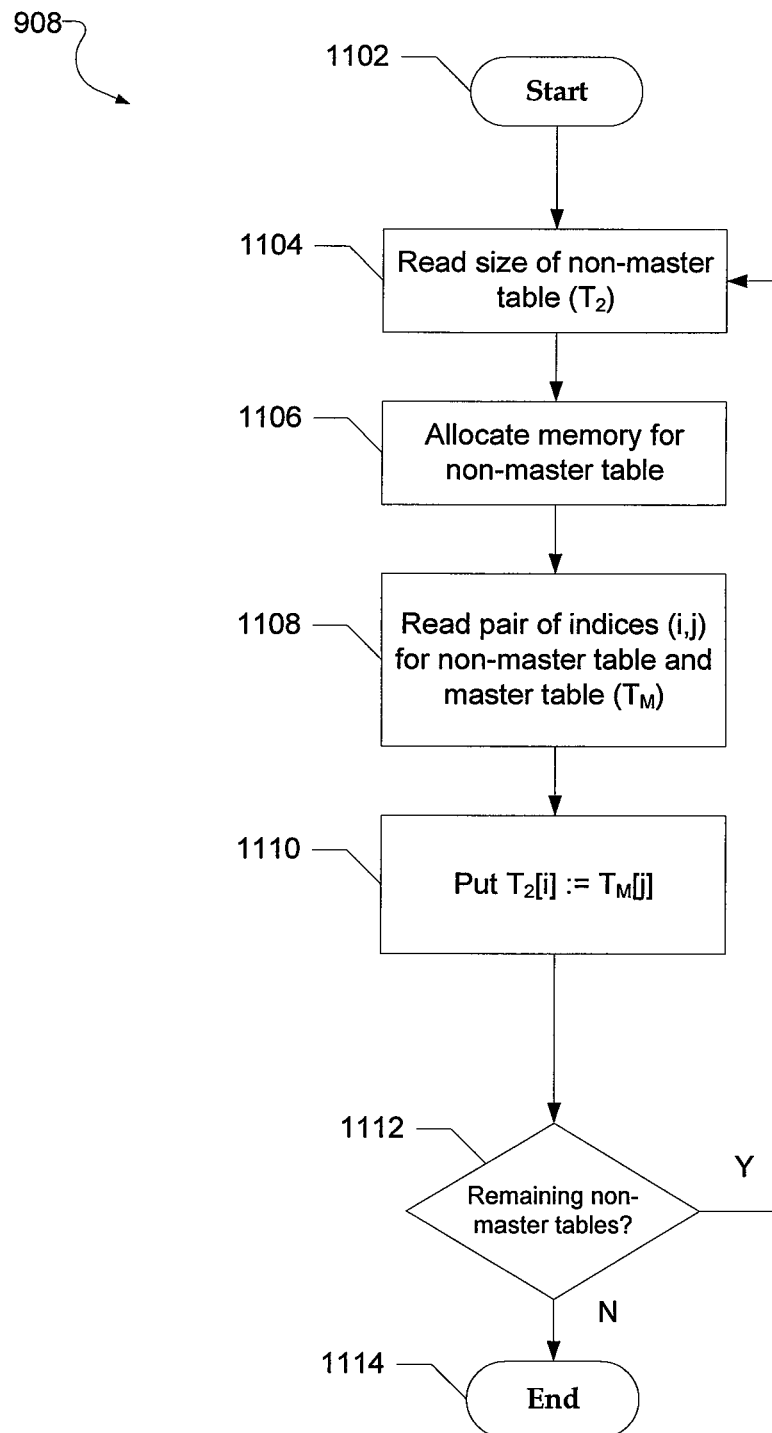 908
1102
Start
1104
Read size of non-master
table (T₂)
1106
Allocate memory for
non-master table
1108
Read pair of indices (i,j)
for non-master table and
master table (T_M)
1110
Put T₂[i] := T_M[j]
1112
Remaining non-
master tables?
Y
N
1114
End